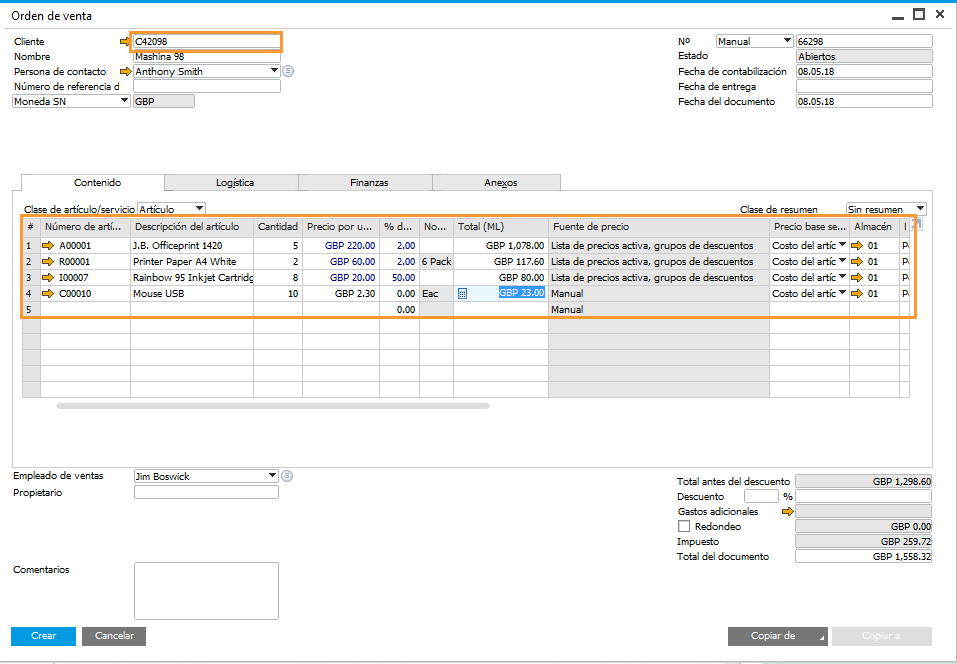 Orden de venta
Cliente C42098 Nº Manual 66298
Nombre Mashina 98 Estado Abiertos
Persona de contacto Anthony Smith Fecha de contabilización 08.05.18
Número de referencia d Fecha de entrega
Moneda SN GBP Fecha del documento 08.05.18
Contenido Logística Finanzas Anexos
Clase de artículo/servicio Artículo Clase de resumen Sin resumen
# Número de artí... Descripción del artículo Cantidad Precio por u... % d... No... Total (ML) Fuente de precio Precio base se... Almacén
1 A00001 J.B. Officeprint 1420 5 GBP 220.00 2.00 GBP 1,078.00 Lista de precios activa, grupos de descuentos Costo del artíc 01
2 R00001 Printer Paper A4 White 2 GBP 60.00 2.00 6 Pack GBP 117.60 Lista de precios activa, grupos de descuentos Costo del artíc 01
3 I00007 Rainbow 95 Inkjet Cartridg 8 GBP 20.00 50.00 GBP 80.00 Lista de precios activa, grupos de descuentos Costo del artíc 01
4 C00010 Mouse USB 10 GBP 2.30 0.00 Eac GBP 23.00 Manual Costo del artíc 01
5 0.00 Manual
Empleado de ventas Jim Boswick Total antes del descuento GBP 1,298.60
Propietario Descuento %
Gastos adicionales
Redondeo GBP 0.00
Impuesto GBP 259.72
Total del documento GBP 1,558.32
Comentarios
Crear Cancelar Copiar de Copiar a